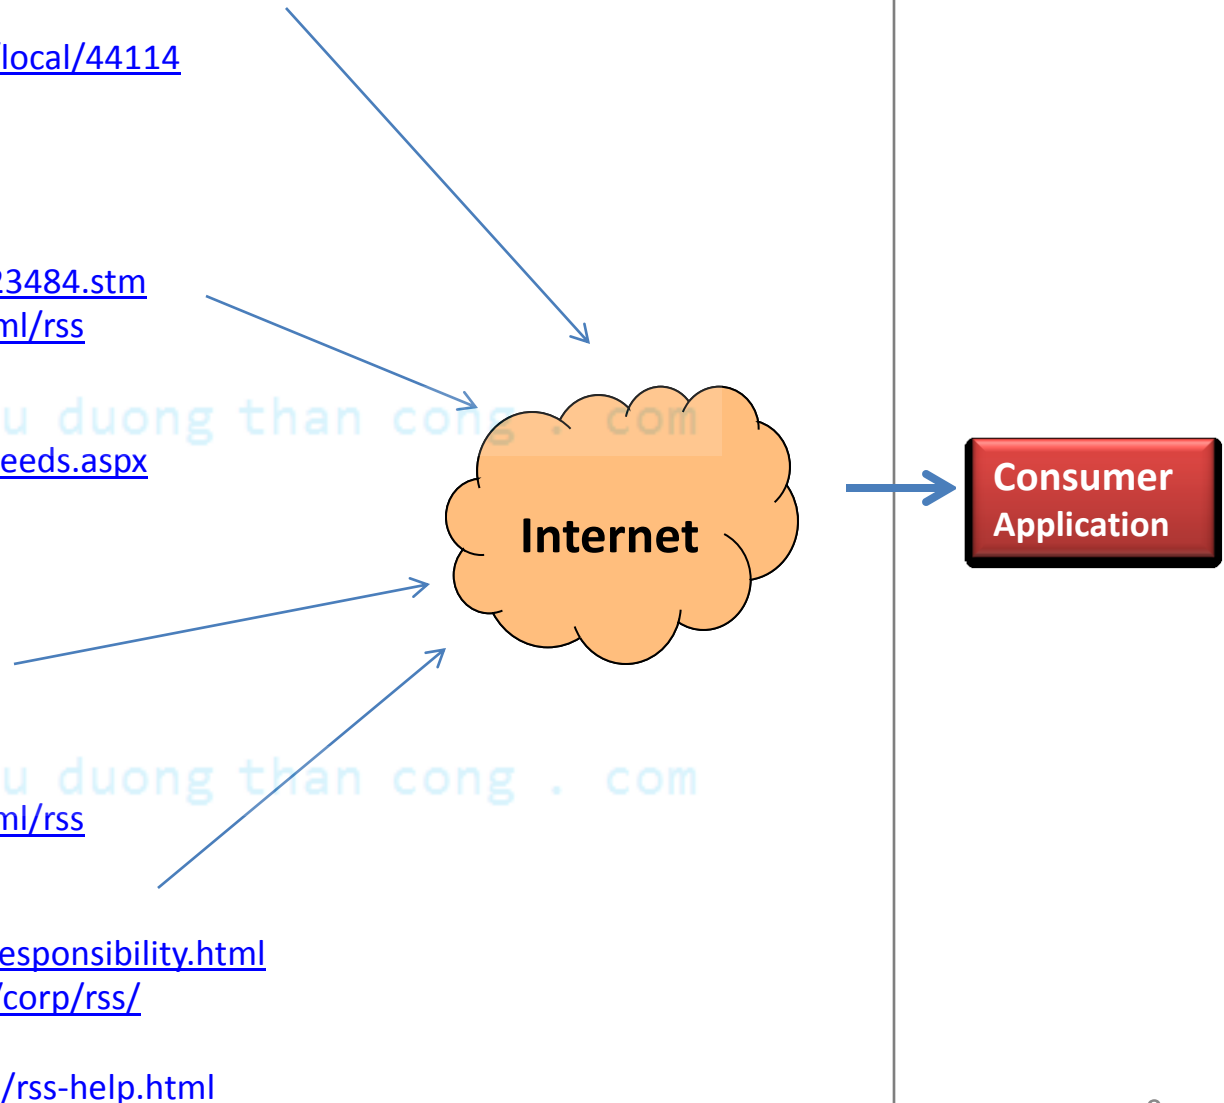 local/44114
23484.stm
ml/rss
u duong than cong . com
eeds.aspx
Internet
Consumer
Application
u duong than cong . com
ml/rss
esponsibility.html
/corp/rss/
/rss-help.html